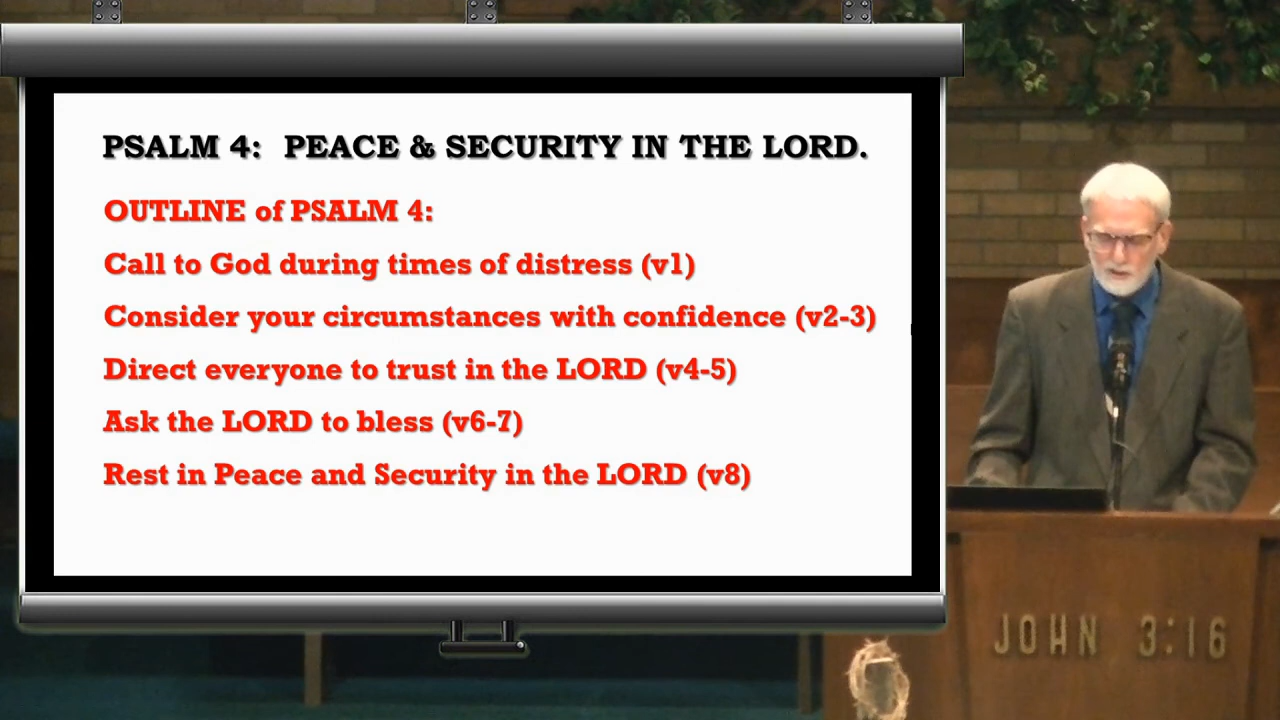 PSALM 4: PEACE & SECURITY IN THE LORD.
OUTLINE of PSALM 4:
Call to God during times of distress (v1)
Consider your circumstances with confidence (v2-3)
Direct everyone to trust in the LORD (v4-5)
Ask the LORD to bless (v6-7)
Rest in Peace and Security in the LORD (v8)
JOHN 3:16